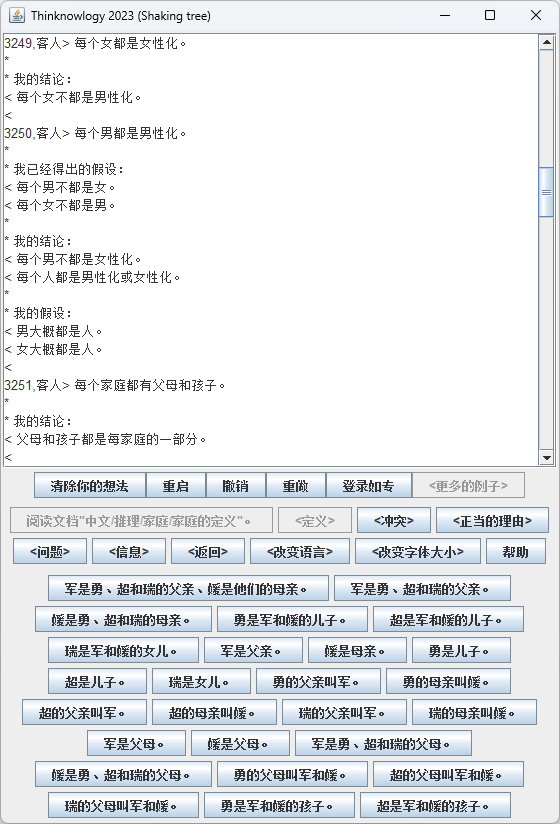 Thinknowlogy 2023 (Shaking tree)
3249,客人> 每个女都是女性化。
*
* 我的结论：
< 每个女不都是男性化。
<
3250,客人> 每个男都是男性化。
*
* 我已经得出的假设：
< 每个男不都是女。
< 每个女不都是男。
*
* 我的结论：
< 每个男不都是女性化。
< 每个人都是男性化或女性化。
*
* 我的假设：
< 男大概都是人。
< 女大概都是人。
<
3251,客人> 每个家庭都有父母和孩子。
*
* 我的结论：
< 父母和孩子都是每家庭的一部分。
<
清除你的想法 重启 撤销 重做 登录如专 <更多的例子>
阅读文档"中文/推理/家庭/家庭的定义"。 <定义> <冲突> <正当的理由>
<问题> <信息> <返回> <改变语言> <改变字体大小> 帮助
军是勇、超和瑞的父亲、媛是他们的母亲。 军是勇、超和瑞的父亲。
媛是勇、超和瑞的母亲。 勇是军和媛的儿子。 超是军和媛的儿子。
瑞是军和媛的女儿。 军是父亲。 媛是母亲。 勇是儿子。
超是儿子。 瑞是女儿。 勇的父亲叫军。 勇的母亲叫媛。
超的父亲叫军。 超的母亲叫媛。 瑞的父亲叫军。 瑞的母亲叫媛。
军是父母。 媛是父母。 军是勇、超和瑞的父母。
媛是勇、超和瑞的父母。 勇的父母叫军和媛。 超的父母叫军和媛。
瑞的父母叫军和媛。 勇是军和媛的孩子。 超是军和媛的孩子。